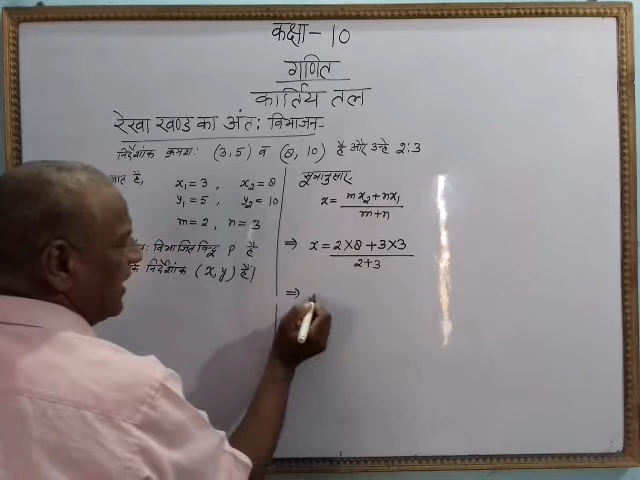 कक्षा - 10
गणित
कार्तिय तल
रेखा खण्ड का अंत: विभाजन-
निर्देशांक क्रमश: (3, 5) व (8, 10) है और उन्हे 2:3
ज्ञात है,
x₁ = 3 , x₂ = 8
y₁ = 5 , y₂ = 10
m = 2 , n = 3
विभाजित बिन्दु P है
निर्देशांक (x, y) हैं|
सूत्रानुसार,
x = (mx₂ + nx₁)/(m+n)
⇒ x = (2×8 + 3×3)/(2+3)
⇒